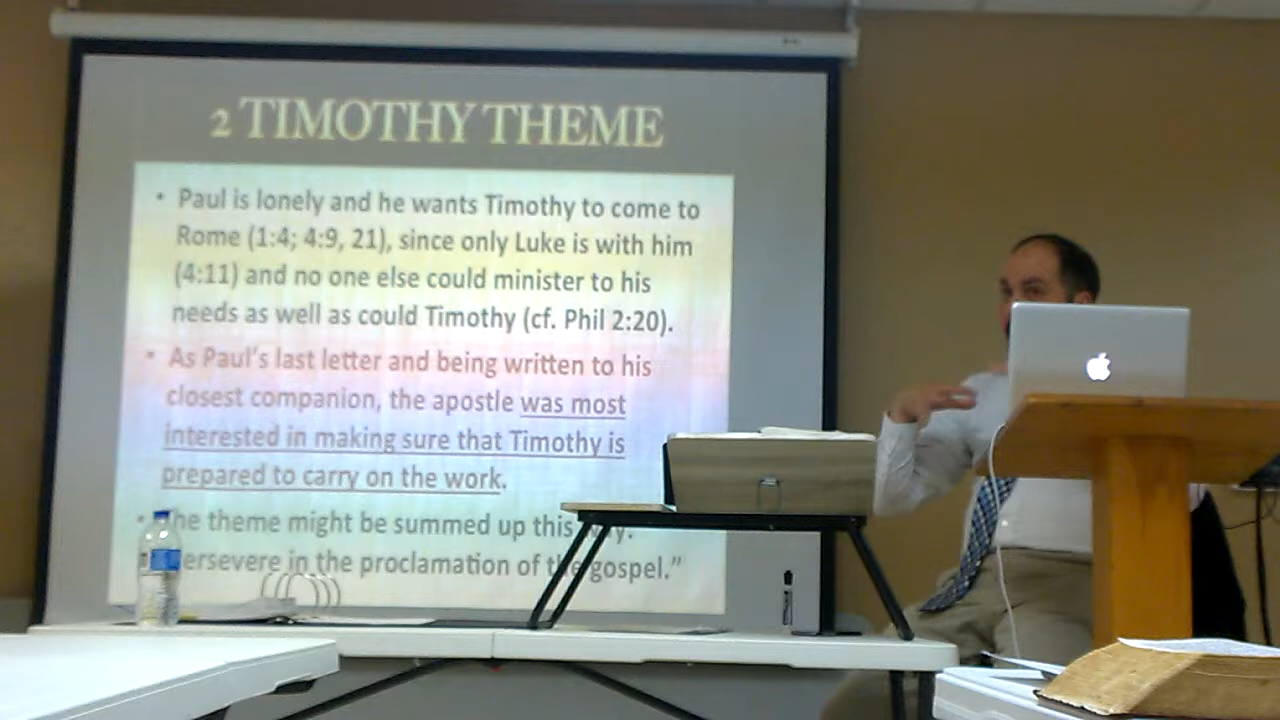 2 TIMOTHY THEME
• Paul is lonely and he wants Timothy to come to
Rome (1:4; 4:9, 21), since only Luke is with him
(4:11) and no one else could minister to his
needs as well as could Timothy (cf. Phil 2:20).
• As Paul's last letter and being written to his
closest companion, the apostle was most
interested in making sure that Timothy is
prepared to carry on the work.
• he theme might be summed up this way:
ersevere in the proclamation of the gospel.”